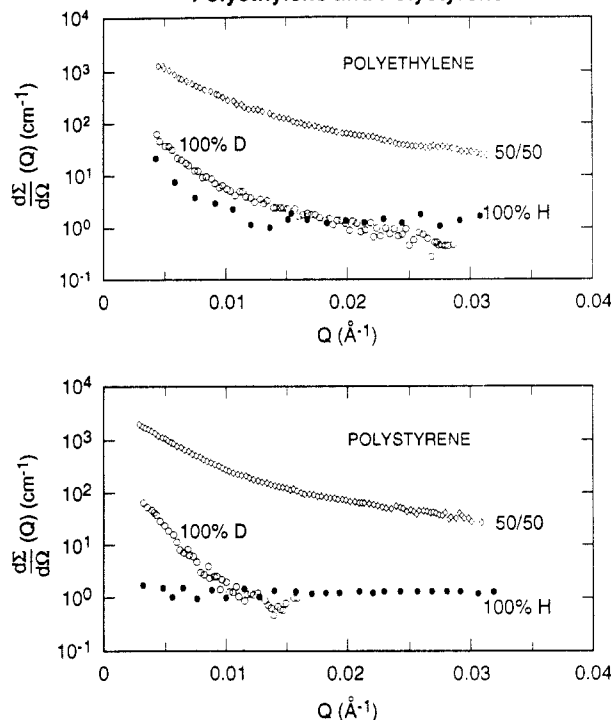 Polyethylene and Polystyrene
10⁴
10³
10²
10¹
10⁰
10⁻¹
dΣ/dΩ (Q) (cm⁻¹)
POLYETHYLENE
100% D
50/50
100% H
0
0.01
0.02
0.03
0.04
Q (Å⁻¹)
10⁴
10³
10²
10¹
10⁰
10⁻¹
dΣ/dΩ (Q) (cm⁻¹)
POLYSTYRENE
100% D
50/50
100% H
0
0.01
0.02
0.03
0.04
Q (Å⁻¹)